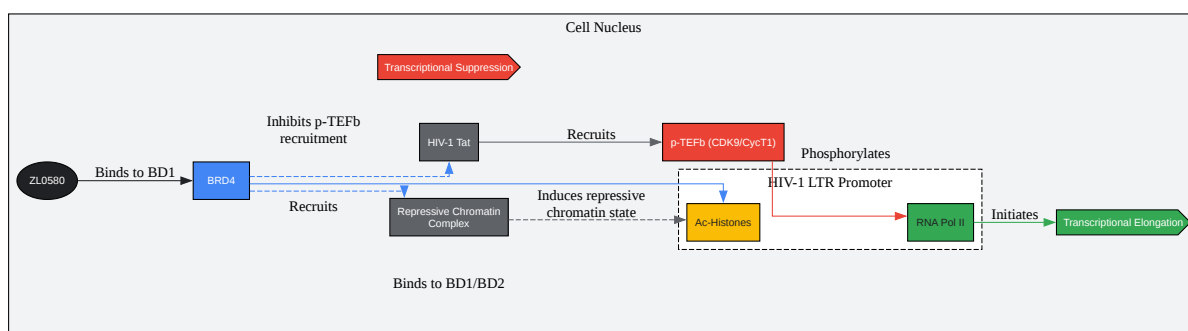 Cell Nucleus
Transcriptional Suppression
Inhibits p-TEFb
recruitment
HIV-1 Tat
Recruits
p-TEFb (CDK9/CycT1)
Phosphorylates
ZL0580
Binds to BD1
BRD4
HIV-1 LTR Promoter
Recruits
Repressive Chromatin
Complex
Induces repressive
chromatin state
Ac-Histones
RNA Pol II
Initiates
Transcriptional Elongation
Binds to BD1/BD2